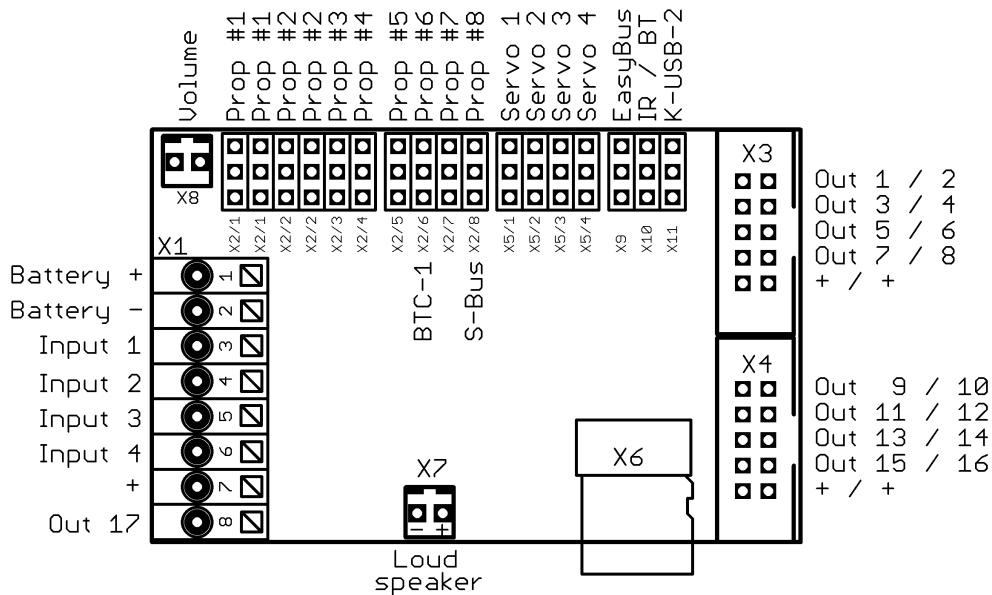 Volume
Prop #1
Prop #1
Prop #2
Prop #2
Prop #3
Prop #4
Prop #5
Prop #6
Prop #7
Prop #8
Servo 1
Servo 2
Servo 3
Servo 4
EasyBus
IR / BT
K-USB-2
X8
X2/1
X2/1
X2/2
X2/2
X2/3
X2/4
X2/5
X2/6
X2/7
X2/8
X5/1
X5/2
X5/3
X5/4
X9
X10
X11
BTC-1
S-Bus
X3
Out 1 / 2
Out 3 / 4
Out 5 / 6
Out 7 / 8
+ / +
X1
Battery + 1
Battery - 2
Input 1 3
Input 2 4
Input 3 5
Input 4 6
+ 7
Out 17 8
X4
Out 9 / 10
Out 11 / 12
Out 13 / 14
Out 15 / 16
+ / +
X7
- +
Loud
speaker
X6